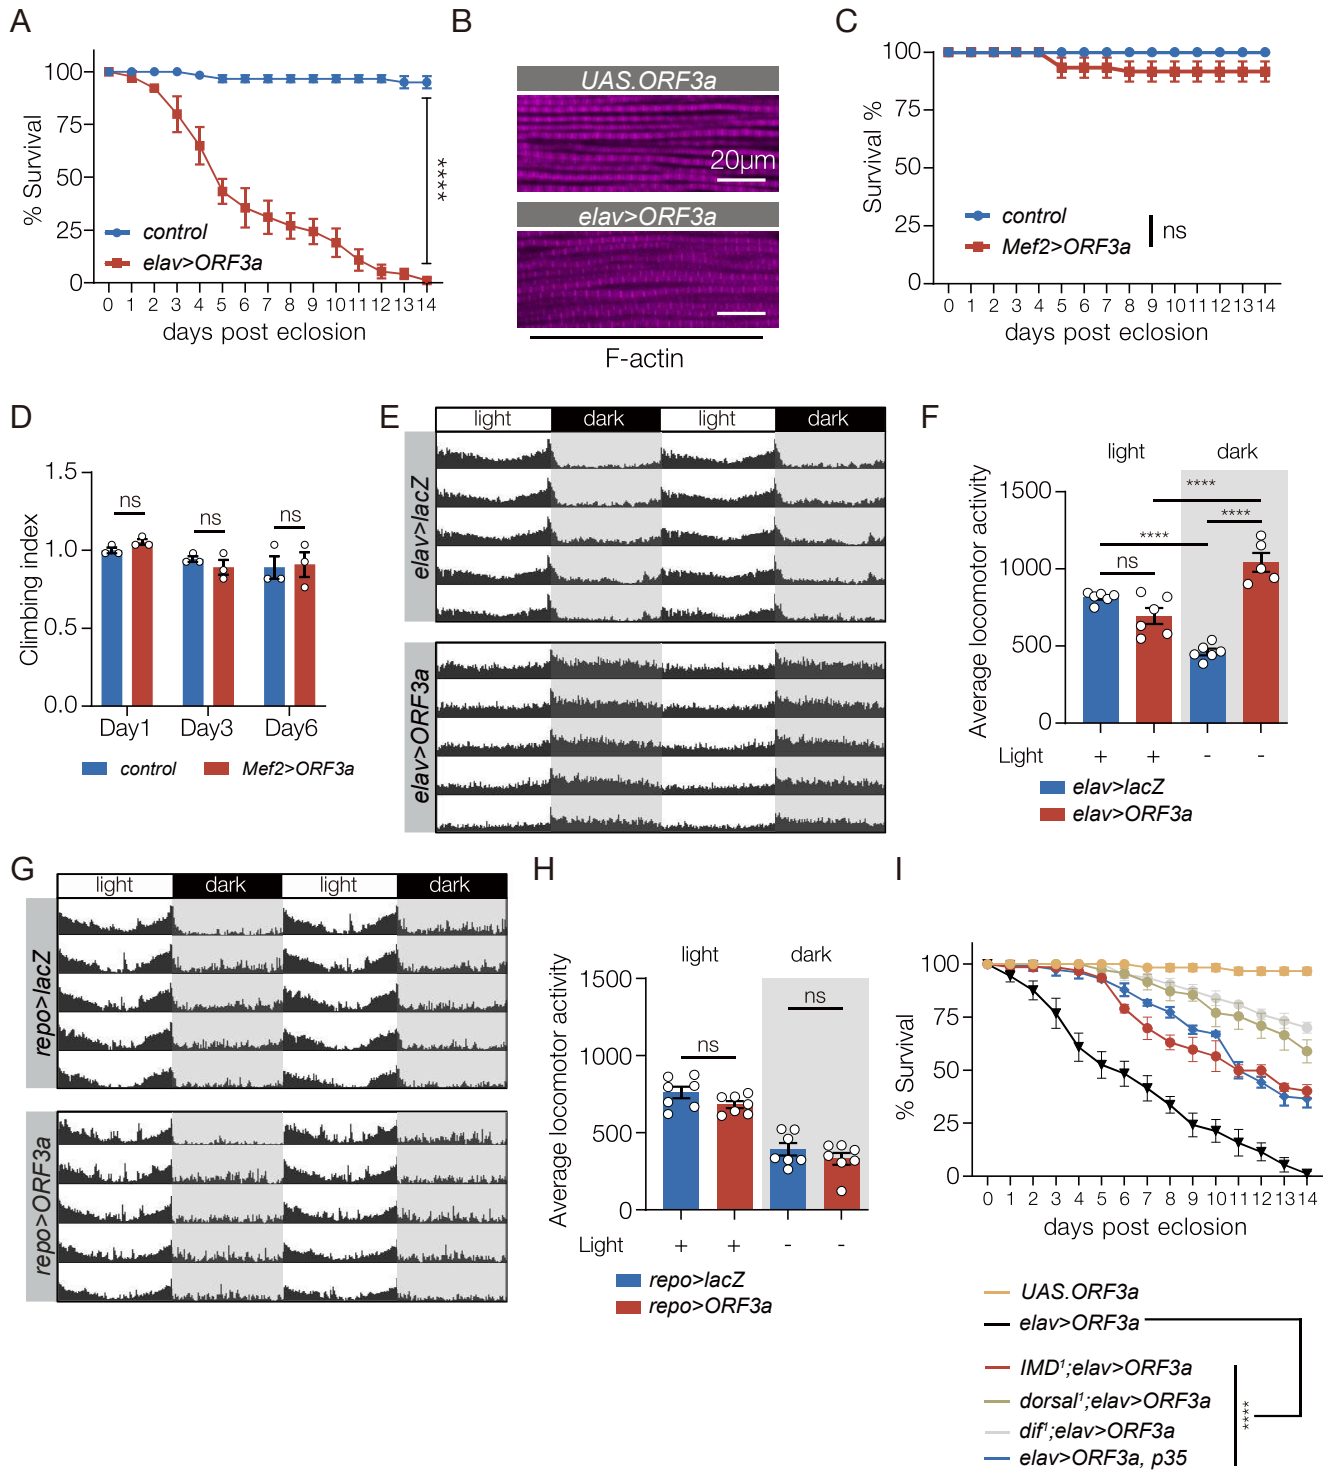 A
% Survival
100
75
50
25
0
0 1 2 3 4 5 6 7 8 9 10 11 12 13 14
days post eclosion
control
elav>ORF3a
****
B
UAS.ORF3a
20μm
elav>ORF3a
F-actin
C
Survival %
100
75
50
25
0
control
Mef2>ORF3a
ns
0 1 2 3 4 5 6 7 8 9 10 11 12 13 14
days post eclosion
D
Climbing index
1.5
1.0
0.5
0.0
ns
ns
ns
Day1 Day3 Day6
control Mef2>ORF3a
E
light dark light dark
elav>lacZ
elav>ORF3a
F
light dark
Average locomotor activity
1500
1000
500
0
****
****
****
ns
Light + + - -
elav>lacZ
elav>ORF3a
G
light dark light dark
repo>lacZ
repo>ORF3a
H
light dark
Average locomotor activity
1500
1000
500
0
ns
ns
Light + + - -
repo>lacZ
repo>ORF3a
I
% Survival
100
75
50
25
0
0 1 2 3 4 5 6 7 8 9 10 11 12 13 14
days post eclosion
UAS.ORF3a
elav>ORF3a
IMD¹;elav>ORF3a
dorsal¹;elav>ORF3a
dif¹;elav>ORF3a
elav>ORF3a, p35
****